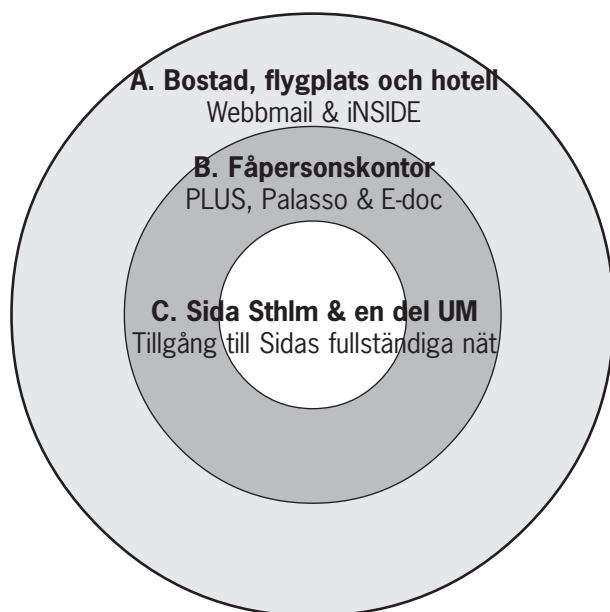 A. Bostad, flygplats och hotell
Webbmail & iNSIDE
B. Fåpersonskontor
PLUS, Palasso & E-doc
C. Sida Sthlm & en del UM
Tillgång till Sidas fullständiga nät